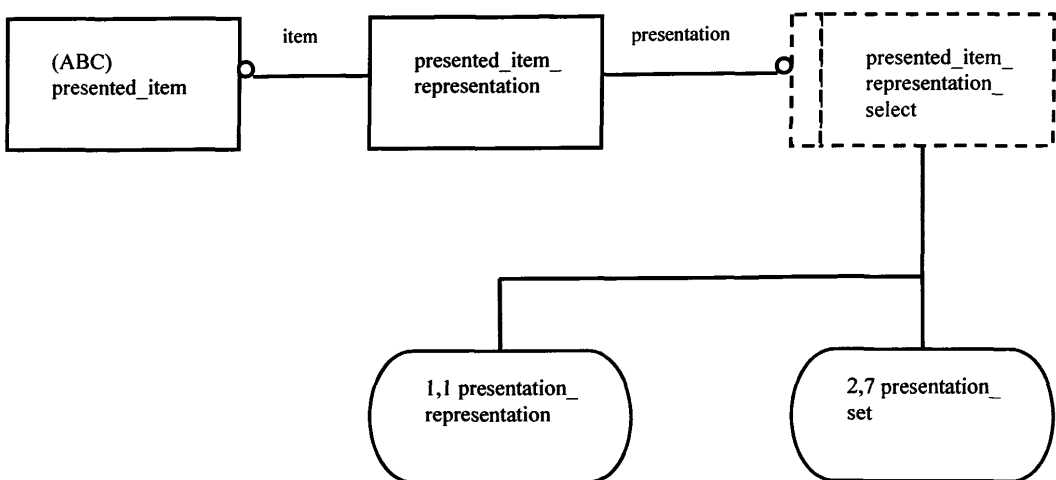 (ABC)
presented_item
item
presented_item_
representation
presentation
presented_item_
representation_
select
1,1 presentation_
representation
2,7 presentation_
set